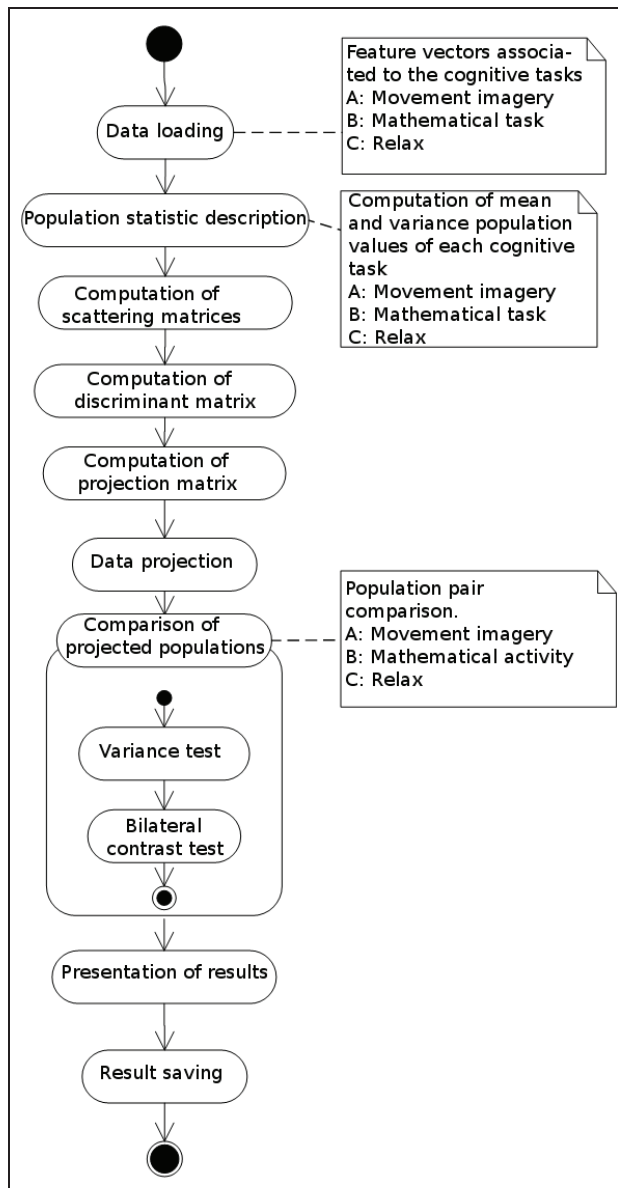 Feature vectors associa-
ted to the cognitive tasks
A: Movement imagery
B: Mathematical task
C: Relax
Data loading
Population statistic description
Computation of mean
and variance population
values of each cognitive
task
A: Movement imagery
B: Mathematical task
C: Relax
Computation of
scattering matrices
Computation of
discriminant matrix
Computation of
projection matrix
Data projection
Comparison of
projected populations
Population pair
comparison.
A: Movement imagery
B: Mathematical activity
C: Relax
Variance test
Bilateral
contrast test
Presentation of results
Result saving